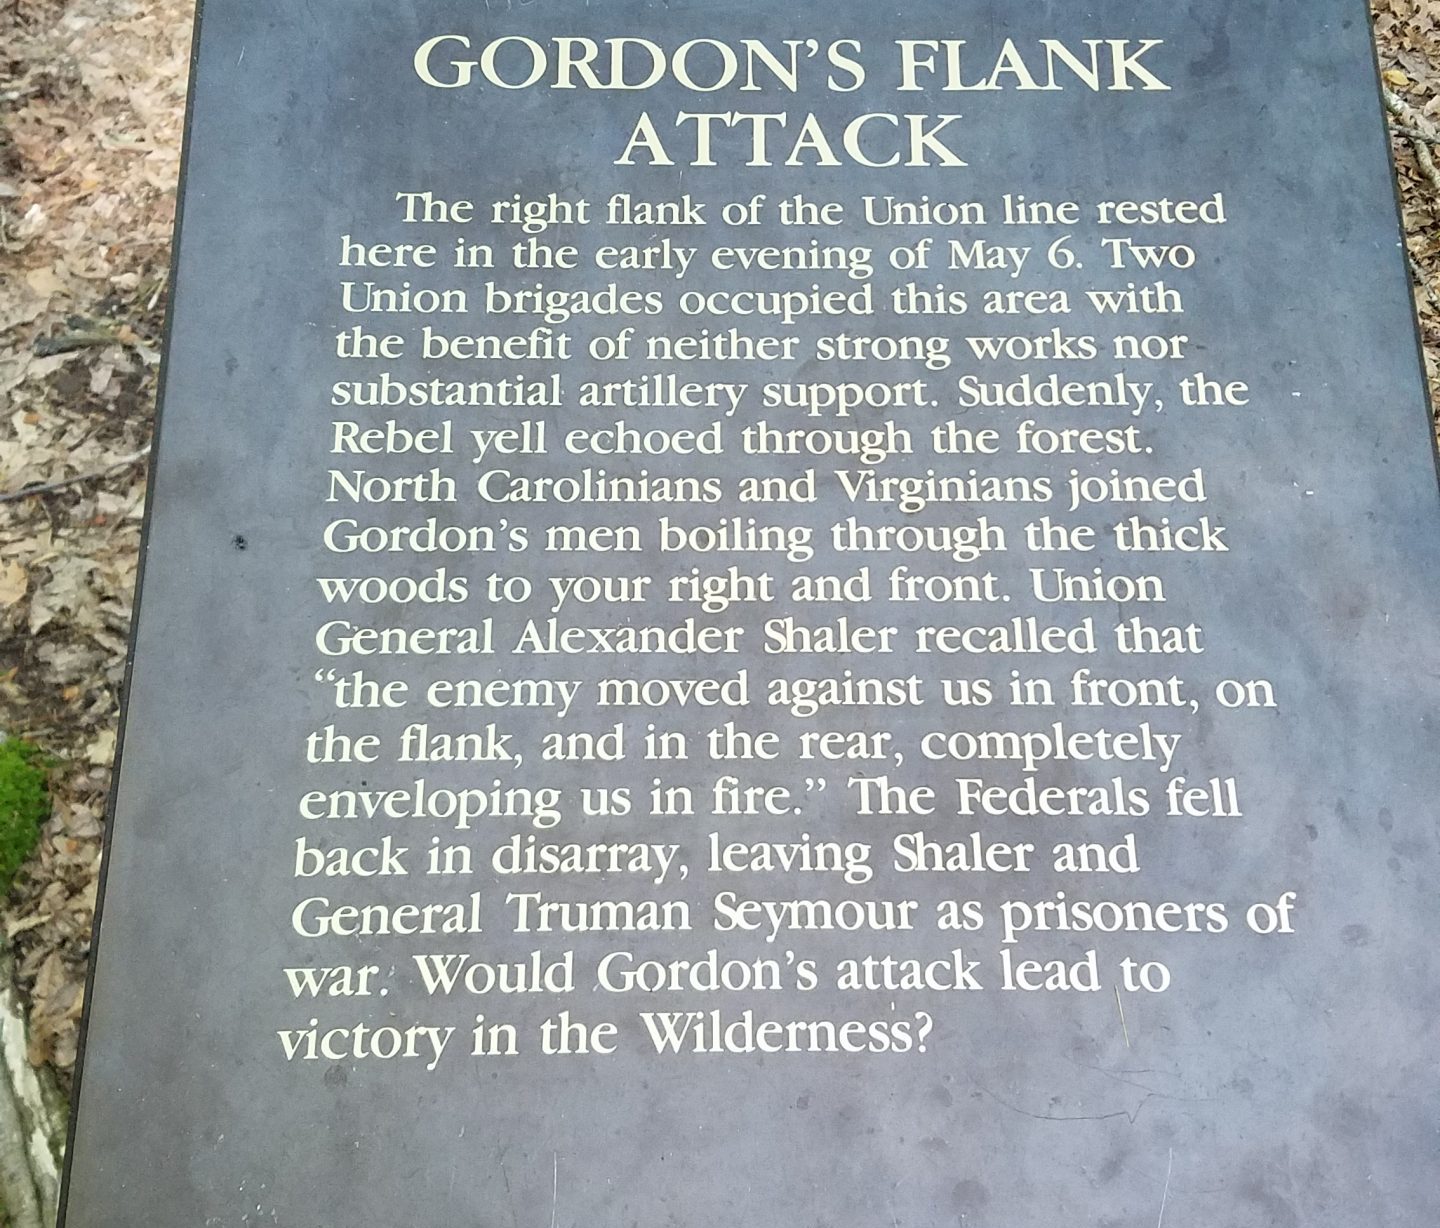 GORDON'S FLANK
ATTACK
The right flank of the Union line rested
here in the early evening of May 6. Two
Union brigades occupied this area with
the benefit of neither strong works nor
substantial artillery support. Suddenly, the
Rebel yell echoed through the forest.
North Carolinians and Virginians joined
Gordon's men boiling through the thick
woods to your right and front. Union
General Alexander Shaler recalled that
“the enemy moved against us in front, on
the flank, and in the rear, completely
enveloping us in fire.” The Federals fell
back in disarray, leaving Shaler and
General Truman Seymour as prisoners of
war. Would Gordon's attack lead to
victory in the Wilderness?